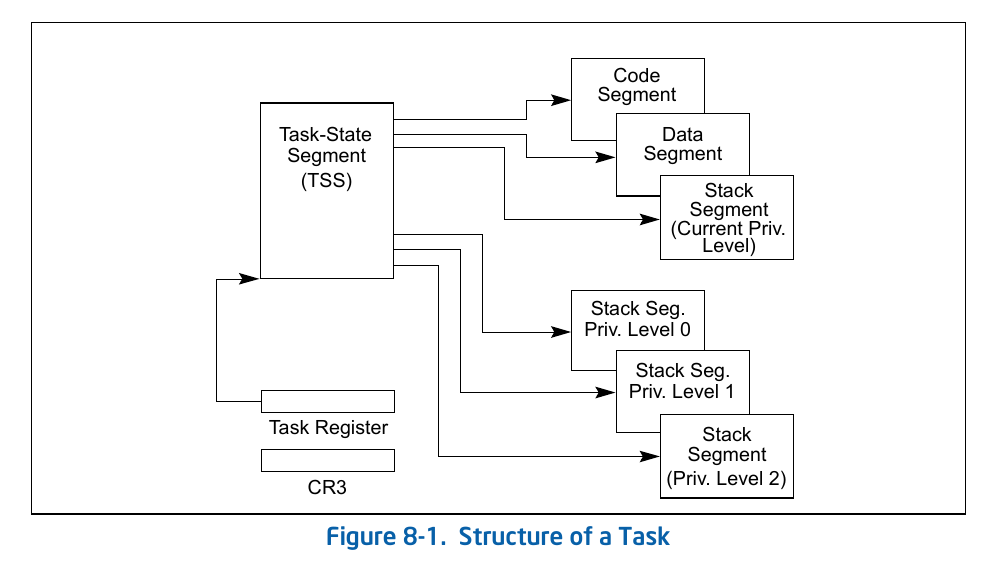 Code
Segment
Task-State
Segment
(TSS)
Data
Segment
Stack
Segment
(Current Priv.
Level)
Stack Seg.
Priv. Level 0
Stack Seg.
Priv. Level 1
Task Register
Stack
Segment
(Priv. Level 2)
CR3
Figure 8-1. Structure of a Task